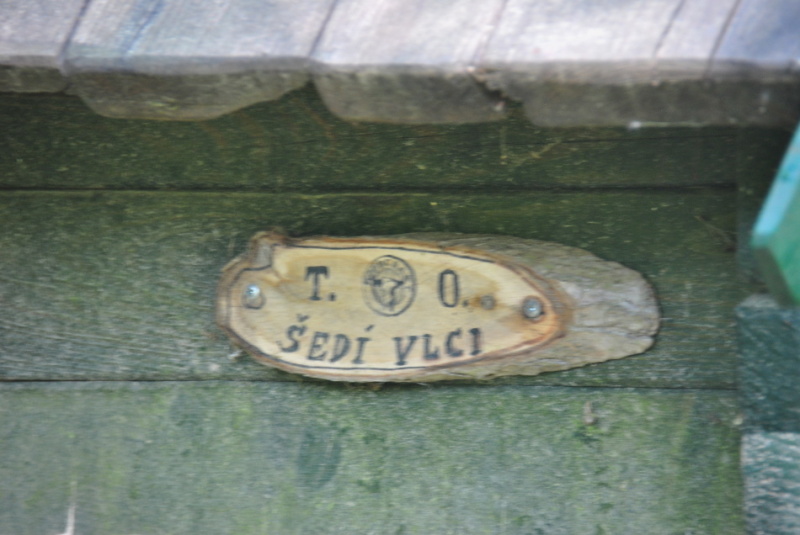 T. O.
ŠEDÍ VLCI